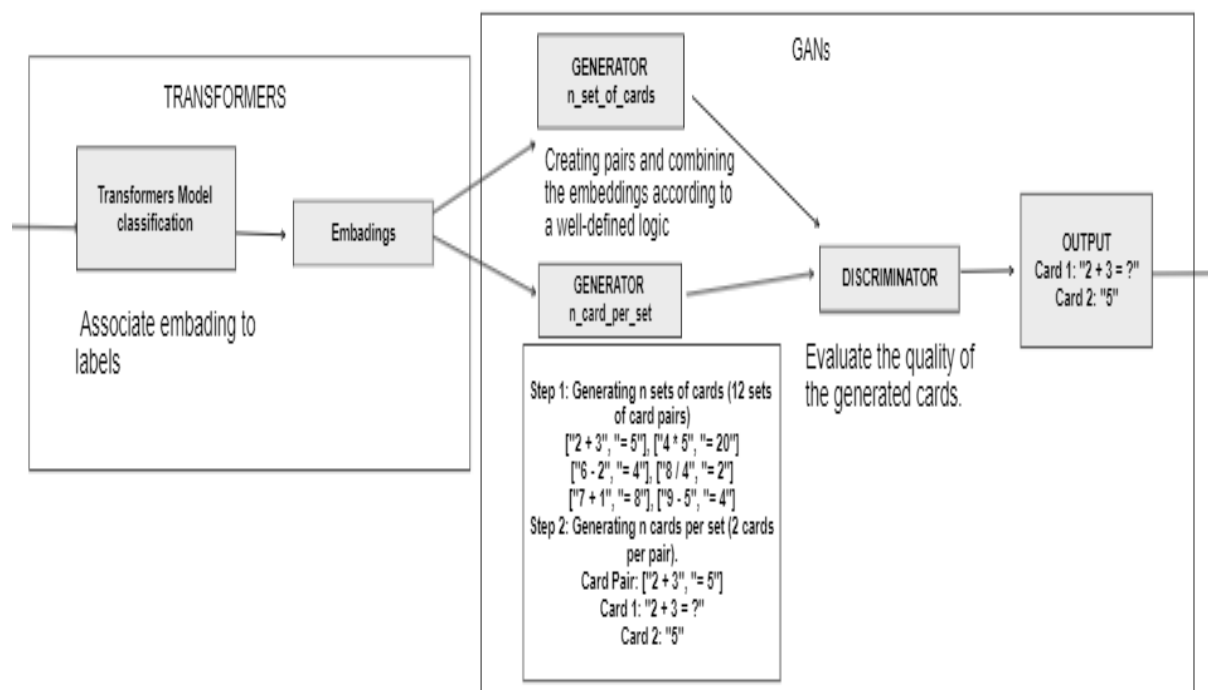 TRANSFORMERS
Transformers Model
classification
Embadings
Associate embading to
labels
GANs
GENERATOR
n_set_of_cards
Creating pairs and combining
the embeddings according to
a well-defined logic
GENERATOR
n_card_per_set
Step 1: Generating n sets of cards (12 sets
of card pairs)
["2 + 3", "= 5"], ["4 * 5", "= 20"]
["6 - 2", "= 4"], ["8 / 4", "= 2"]
["7 + 1", "= 8"], ["9 - 5", "= 4"]
Step 2: Generating n cards per set (2 cards
per pair).
Card Pair: ["2 + 3", "= 5"]
Card 1: "2 + 3 = ?"
Card 2: "5"
DISCRIMINATOR
Evaluate the quality of
the generated cards.
OUTPUT
Card 1: "2 + 3 = ?"
Card 2: "5"